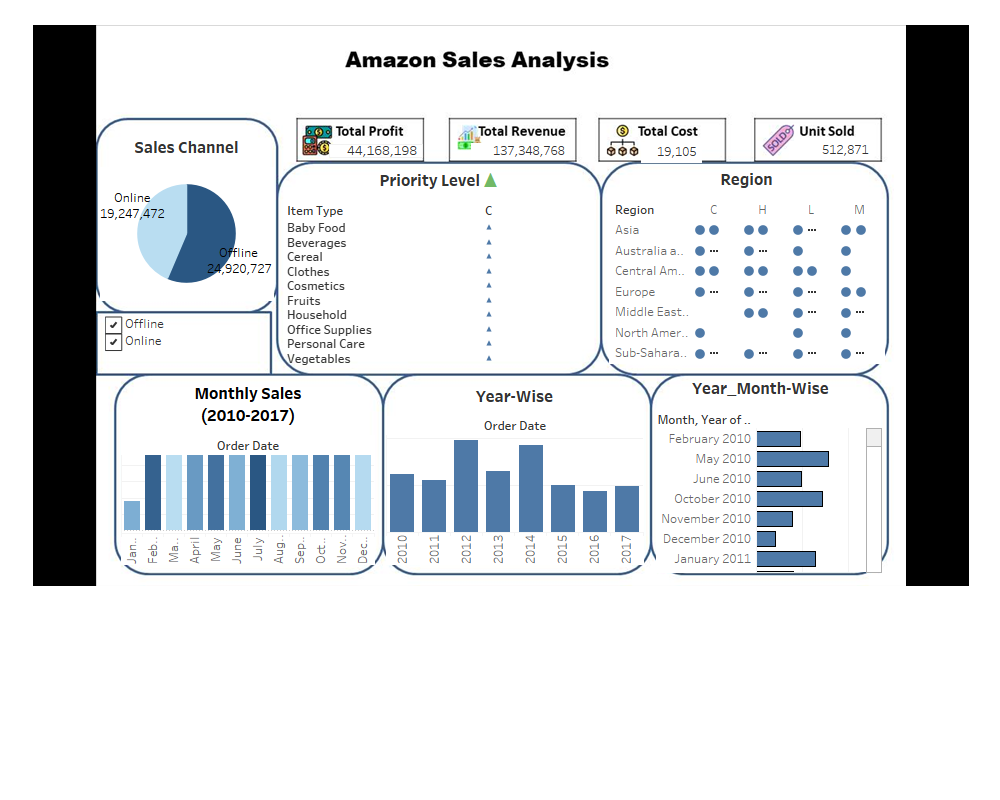 Amazon Sales Analysis
Total Profit
44,168,198
Total Revenue
137,348,768
Total Cost
19,105
SOLD
Unit Sold
512,871
Sales Channel
Online
19,247,472
Offline
24,920,727
Offline
Online
Priority Level
Item Type C
Baby Food
Beverages
Cereal
Clothes
Cosmetics
Fruits
Household
Office Supplies
Personal Care
Vegetables
Region
Region C H L M
Asia
Australia a..
Central Am..
Europe
Middle East..
North Amer..
Sub-Sahara..
Monthly Sales
(2010-2017)
Order Date
Jan.. Feb.. Ma.. April May June July Aug.. Sep.. Oct.. Nov.. Dec..
Year-Wise
Order Date
2010 2011 2012 2013 2014 2015 2016 2017
Year_Month-Wise
Month, Year of ..
February 2010
May 2010
June 2010
October 2010
November 2010
December 2010
January 2011